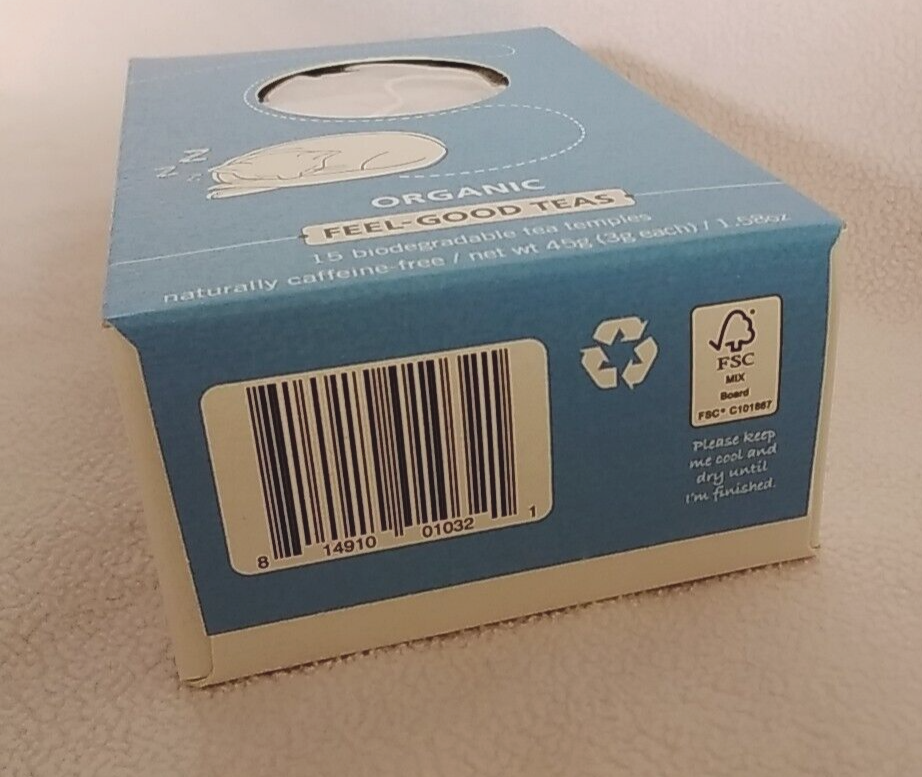 z Z
ORGANIC
FEEL-GOOD TEAS
15 biodegradable tea temples
naturally caffeine-free / net wt 45g (3g each) / 1.58oz
8 14910 01032 1
FSC
MIX
Board
FSC® C101867
Please keep
me cool and
dry until
I'm finished.